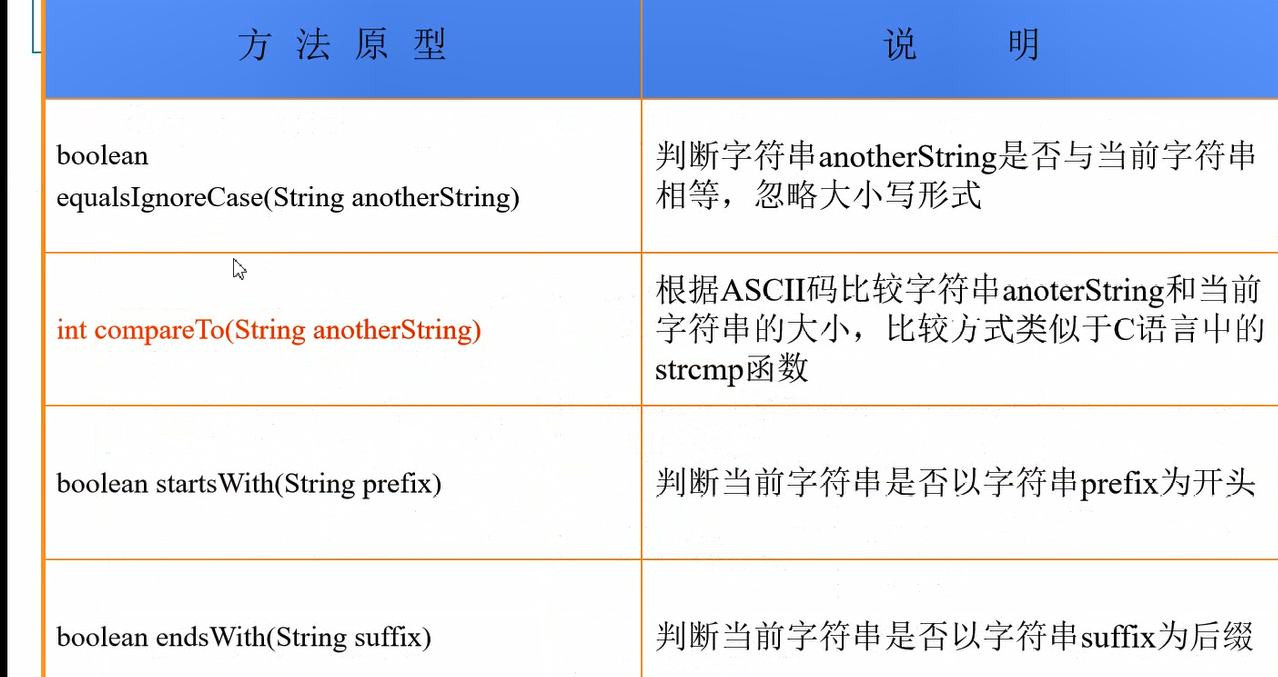 方 法 原 型
说 明
boolean
equalsIgnoreCase(String anotherString)
判断字符串anotherString是否与当前字符串
相等，忽略大小写形式
int compareTo(String anotherString)
根据ASCII码比较字符串anoterString和当前
字符串的大小，比较方式类似于C语言中的
strcmp函数
boolean startsWith(String prefix)
判断当前字符串是否以字符串prefix为开头
boolean endsWith(String suffix)
判断当前字符串是否以字符串suffix为后缀